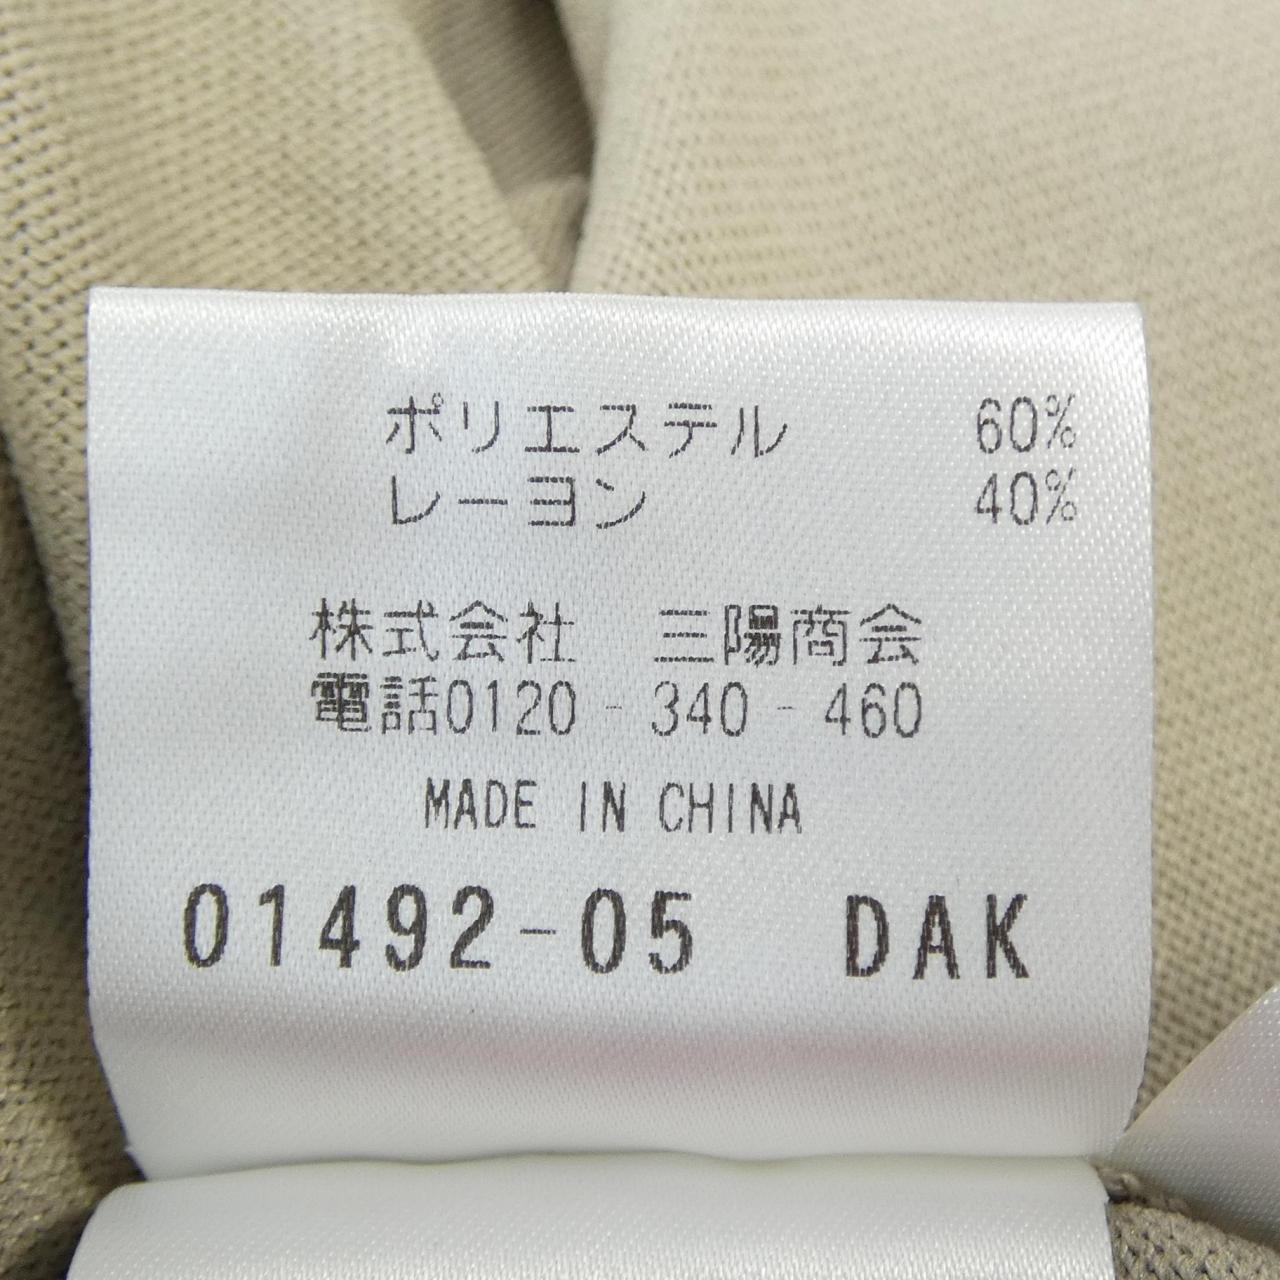 ポリエステル 60%
レーヨン 40%
株式会社 三陽商会
電話0120-340-460
MADE IN CHINA
01492-05 DAK